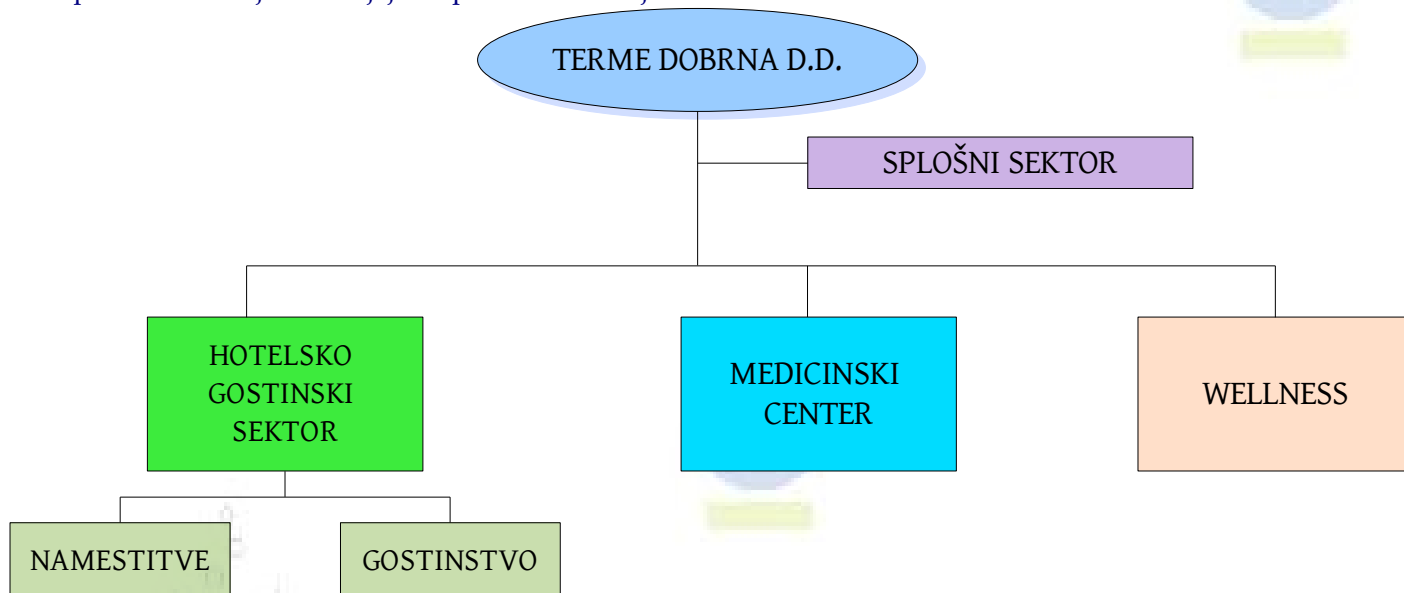 TERME DOBRNA D.D.
SPLOŠNI SEKTOR
HOTELSKO
GOSTINSKI
SEKTOR
MEDICINSKI
CENTER
WELLNESS
NAMESTITVE
GOSTINSTVO